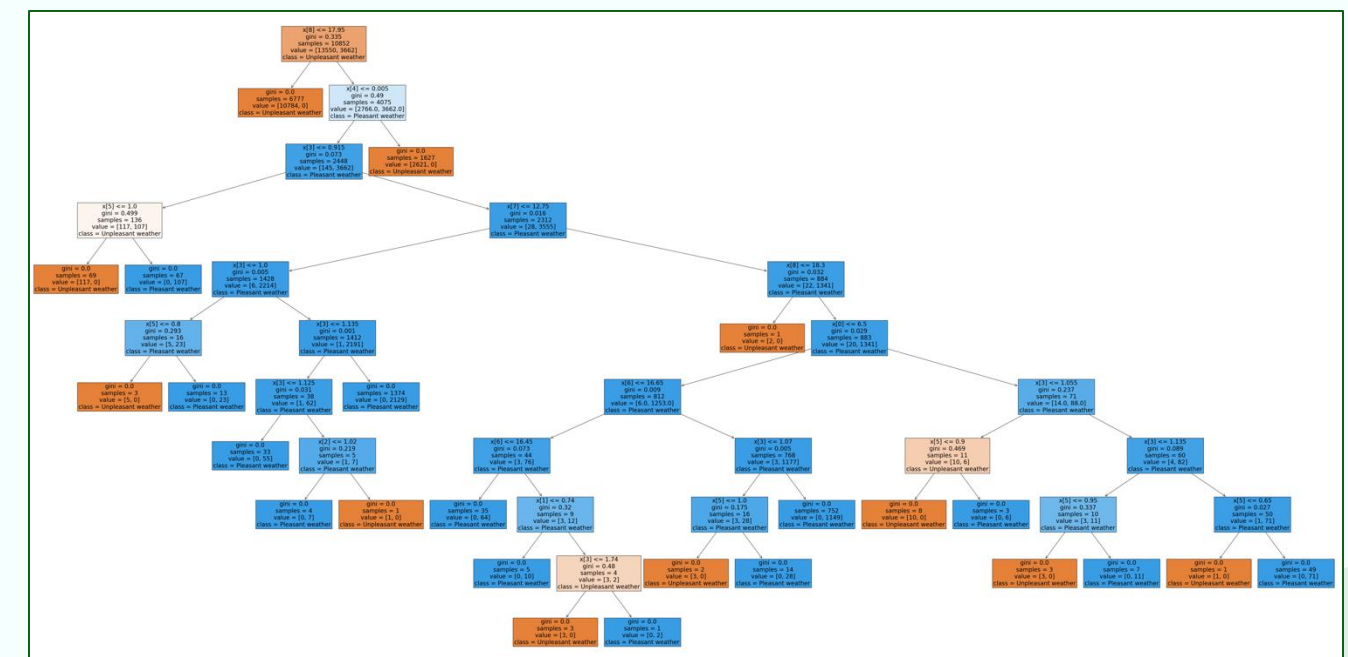 x[8] <= 17.95
gini = 0.335
samples = 10852
value = [13550, 3662]
class = Unpleasant weather
gini = 0.0
samples = 6777
value = [10784, 0]
class = Unpleasant weather
x[4] <= 0.005
gini = 0.49
samples = 4075
value = [2766.0, 3662.0]
class = Pleasant weather
x[3] <= 0.915
gini = 0.073
samples = 2448
value = [145, 3662]
class = Pleasant weather
gini = 0.0
samples = 1627
value = [2621, 0]
class = Unpleasant weather
x[5] <= 1.0
gini = 0.499
samples = 136
value = [117, 107]
class = Unpleasant weather
x[7] <= 12.75
gini = 0.016
samples = 2312
value = [28, 3555]
class = Pleasant weather
gini = 0.0
samples = 69
value = [117, 0]
class = Unpleasant weather
gini = 0.0
samples = 67
value = [0, 107]
class = Pleasant weather
x[3] <= 1.0
gini = 0.005
samples = 1428
value = [6, 2214]
class = Pleasant weather
x[8] <= 18.3
gini = 0.032
samples = 884
value = [22, 1341]
class = Pleasant weather
x[5] <= 0.8
gini = 0.293
samples = 16
value = [5, 23]
class = Pleasant weather
x[3] <= 1.135
gini = 0.001
samples = 1412
value = [1, 2191]
class = Pleasant weather
gini = 0.0
samples = 1
value = [2, 0]
class = Unpleasant weather
x[0] <= 6.5
gini = 0.029
samples = 883
value = [20, 1341]
class = Pleasant weather
gini = 0.0
samples = 3
value = [5, 0]
class = Unpleasant weather
gini = 0.0
samples = 13
value = [0, 23]
class = Pleasant weather
x[3] <= 1.125
gini = 0.031
samples = 38
value = [1, 62]
class = Pleasant weather
gini = 0.0
samples = 1374
value = [0, 2129]
class = Pleasant weather
x[6] <= 16.65
gini = 0.009
samples = 812
value = [6.0, 1253.0]
class = Pleasant weather
x[3] <= 1.055
gini = 0.237
samples = 71
value = [14.0, 88.0]
class = Pleasant weather
gini = 0.0
samples = 33
value = [0, 55]
class = Pleasant weather
x[2] <= 1.02
gini = 0.219
samples = 5
value = [1, 7]
class = Pleasant weather
x[6] <= 16.45
gini = 0.073
samples = 44
value = [3, 76]
class = Pleasant weather
x[3] <= 1.07
gini = 0.005
samples = 768
value = [3, 1177]
class = Pleasant weather
x[5] <= 0.9
gini = 0.469
samples = 11
value = [10, 6]
class = Unpleasant weather
x[3] <= 1.135
gini = 0.089
samples = 60
value = [4, 82]
class = Pleasant weather
gini = 0.0
samples = 4
value = [0, 7]
class = Pleasant weather
gini = 0.0
samples = 1
value = [1, 0]
class = Unpleasant weather
gini = 0.0
samples = 35
value = [0, 64]
class = Pleasant weather
x[1] <= 0.74
gini = 0.32
samples = 9
value = [3, 12]
class = Pleasant weather
x[5] <= 1.0
gini = 0.175
samples = 16
value = [3, 28]
class = Pleasant weather
gini = 0.0
samples = 752
value = [0, 1149]
class = Pleasant weather
gini = 0.0
samples = 8
value = [10, 0]
class = Unpleasant weather
gini = 0.0
samples = 3
value = [0, 6]
class = Pleasant weather
x[5] <= 0.95
gini = 0.337
samples = 10
value = [3, 11]
class = Pleasant weather
x[5] <= 0.65
gini = 0.027
samples = 50
value = [1, 71]
class = Pleasant weather
gini = 0.0
samples = 5
value = [0, 10]
class = Pleasant weather
x[3] <= 1.74
gini = 0.48
samples = 4
value = [3, 2]
class = Unpleasant weather
gini = 0.0
samples = 2
value = [3, 0]
class = Unpleasant weather
gini = 0.0
samples = 14
value = [0, 28]
class = Pleasant weather
gini = 0.0
samples = 3
value = [3, 0]
class = Unpleasant weather
gini = 0.0
samples = 7
value = [0, 11]
class = Pleasant weather
gini = 0.0
samples = 1
value = [1, 0]
class = Unpleasant weather
gini = 0.0
samples = 49
value = [0, 71]
class = Pleasant weather
gini = 0.0
samples = 3
value = [3, 0]
class = Unpleasant weather
gini = 0.0
samples = 1
value = [0, 2]
class = Pleasant weather